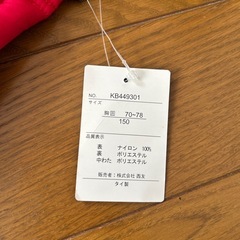 NO. KB449301
サイズ
胸囲 70~78
150
品質表示
表 ナイロン 100%
裏 ポリエステル
中わた ポリエステル
販売者：株式会社 西友
タイ製